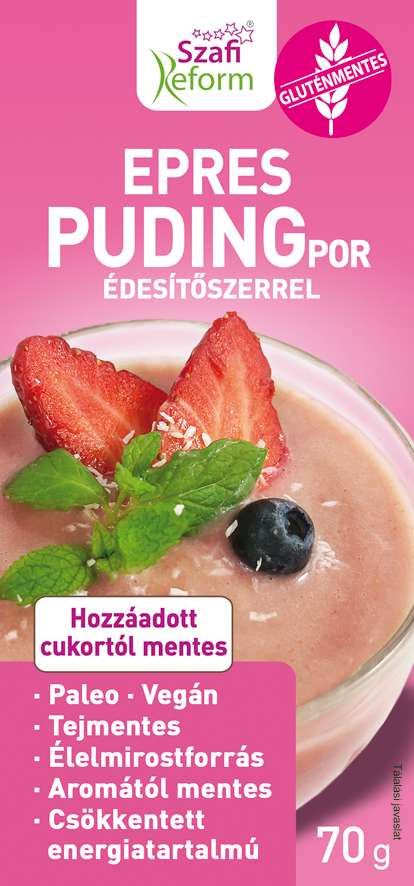 Szafi
Reform
GLUTÉNMENTES
EPRES
PUDINGPOR
ÉDESÍTŐSZERREL
Hozzáadott
cukortól mentes
· Paleo · Vegán
· Tejmentes
· Élelmirostforrás
· Aromától mentes
· Csökkentett
energiatartalmú
70 g
Tálalási javaslat